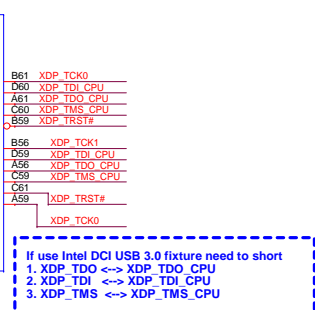 B61 XDP_TCK0
D60 XDP_TDI_CPU
A61 XDP_TDO_CPU
C60 XDP_TMS_CPU
B59 XDP_TRST#
B56 XDP_TCK1
D59 XDP_TDI_CPU
A56 XDP_TDO_CPU
C59 XDP_TMS_CPU
C61
A59 XDP_TRST#
XDP_TCK0
If use Intel DCI USB 3.0 fixture need to short
1. XDP_TDO <--> XDP_TDO_CPU
2. XDP_TDI <--> XDP_TDI_CPU
3. XDP_TMS <--> XDP_TMS_CPU